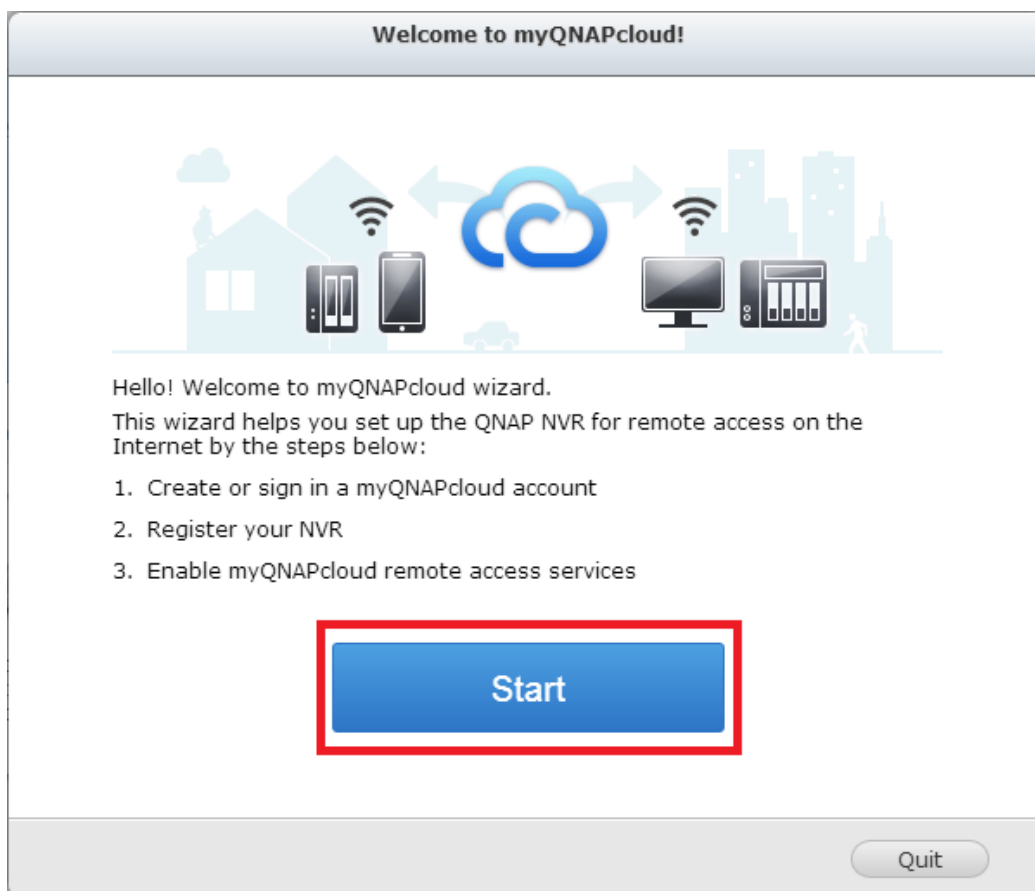 Welcome to myQNAPcloud!
Hello! Welcome to myQNAPcloud wizard.
This wizard helps you set up the QNAP NVR for remote access on the
Internet by the steps below:
1. Create or sign in a myQNAPcloud account
2. Register your NVR
3. Enable myQNAPcloud remote access services
Start
Quit